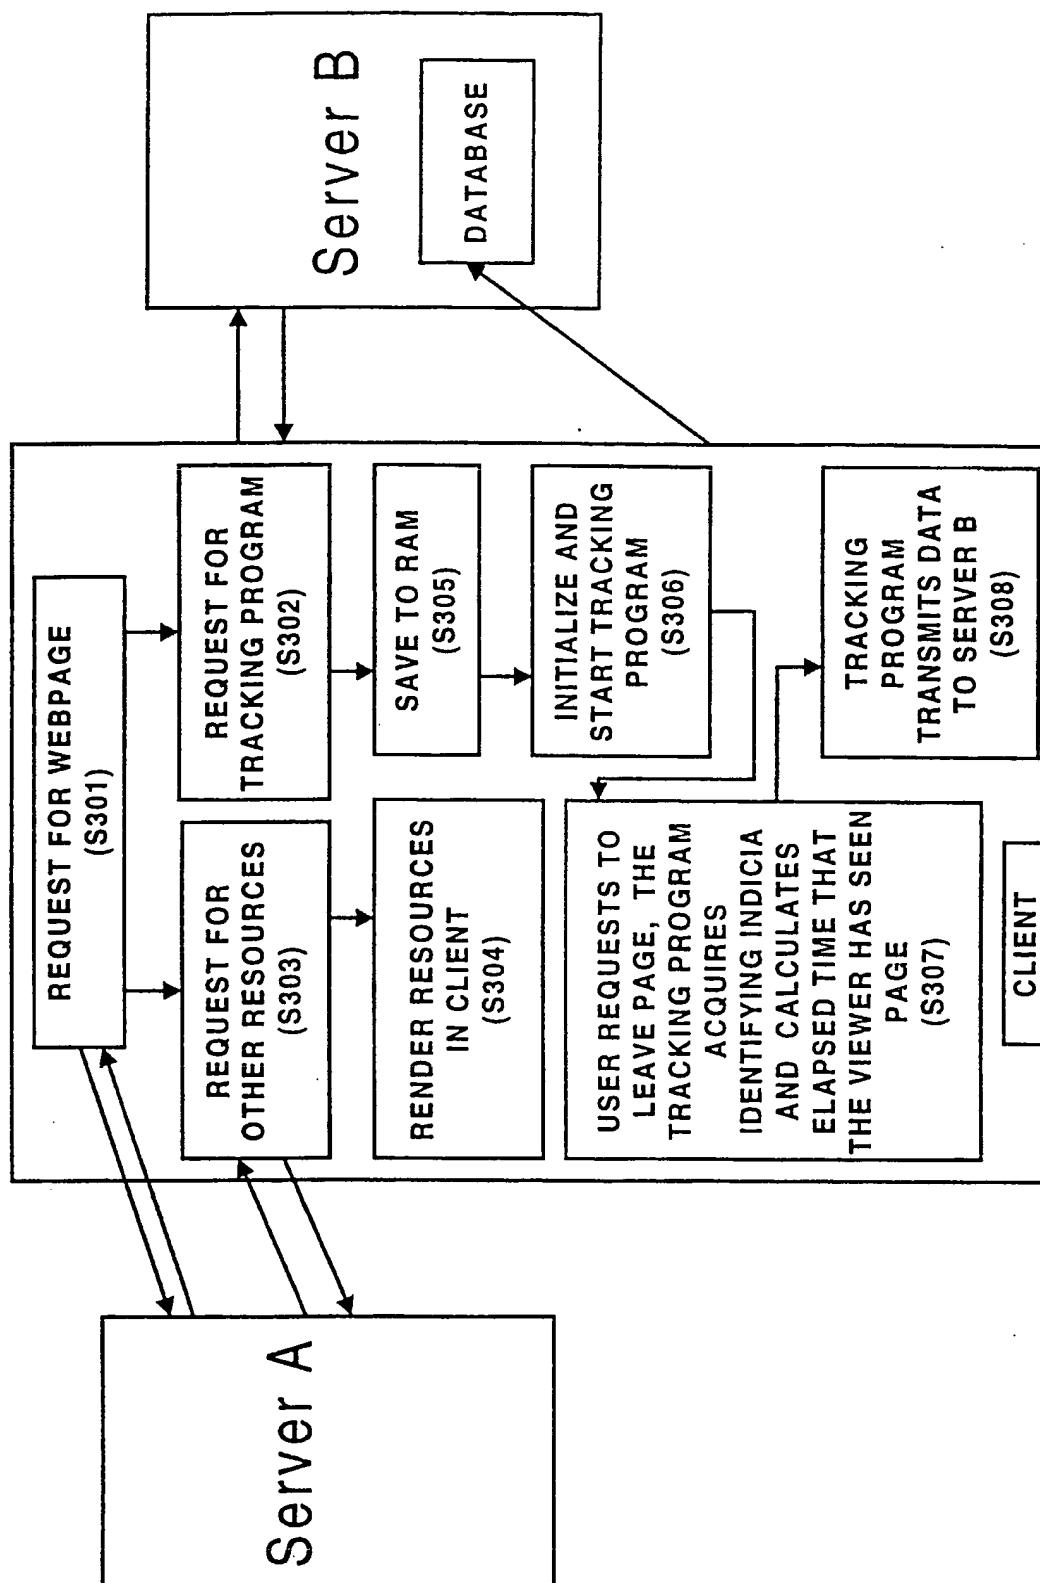 Server A
REQUEST FOR WEBPAGE
(S301)
REQUEST FOR
OTHER RESOURCES
(S303)
REQUEST FOR
TRACKING PROGRAM
(S302)
RENDER RESOURCES
IN CLIENT
(S304)
SAVE TO RAM
(S305)
INITIALIZE AND
START TRACKING
PROGRAM
(S306)
USER REQUESTS TO
LEAVE PAGE, THE
TRACKING PROGRAM
ACQUIRES
IDENTIFYING INDICIA
AND CALCULATES
ELAPSED TIME THAT
THE VIEWER HAS SEEN
PAGE
(S307)
TRACKING
PROGRAM
TRANSMITS DATA
TO SERVER B
(S308)
CLIENT
Server B
DATABASE